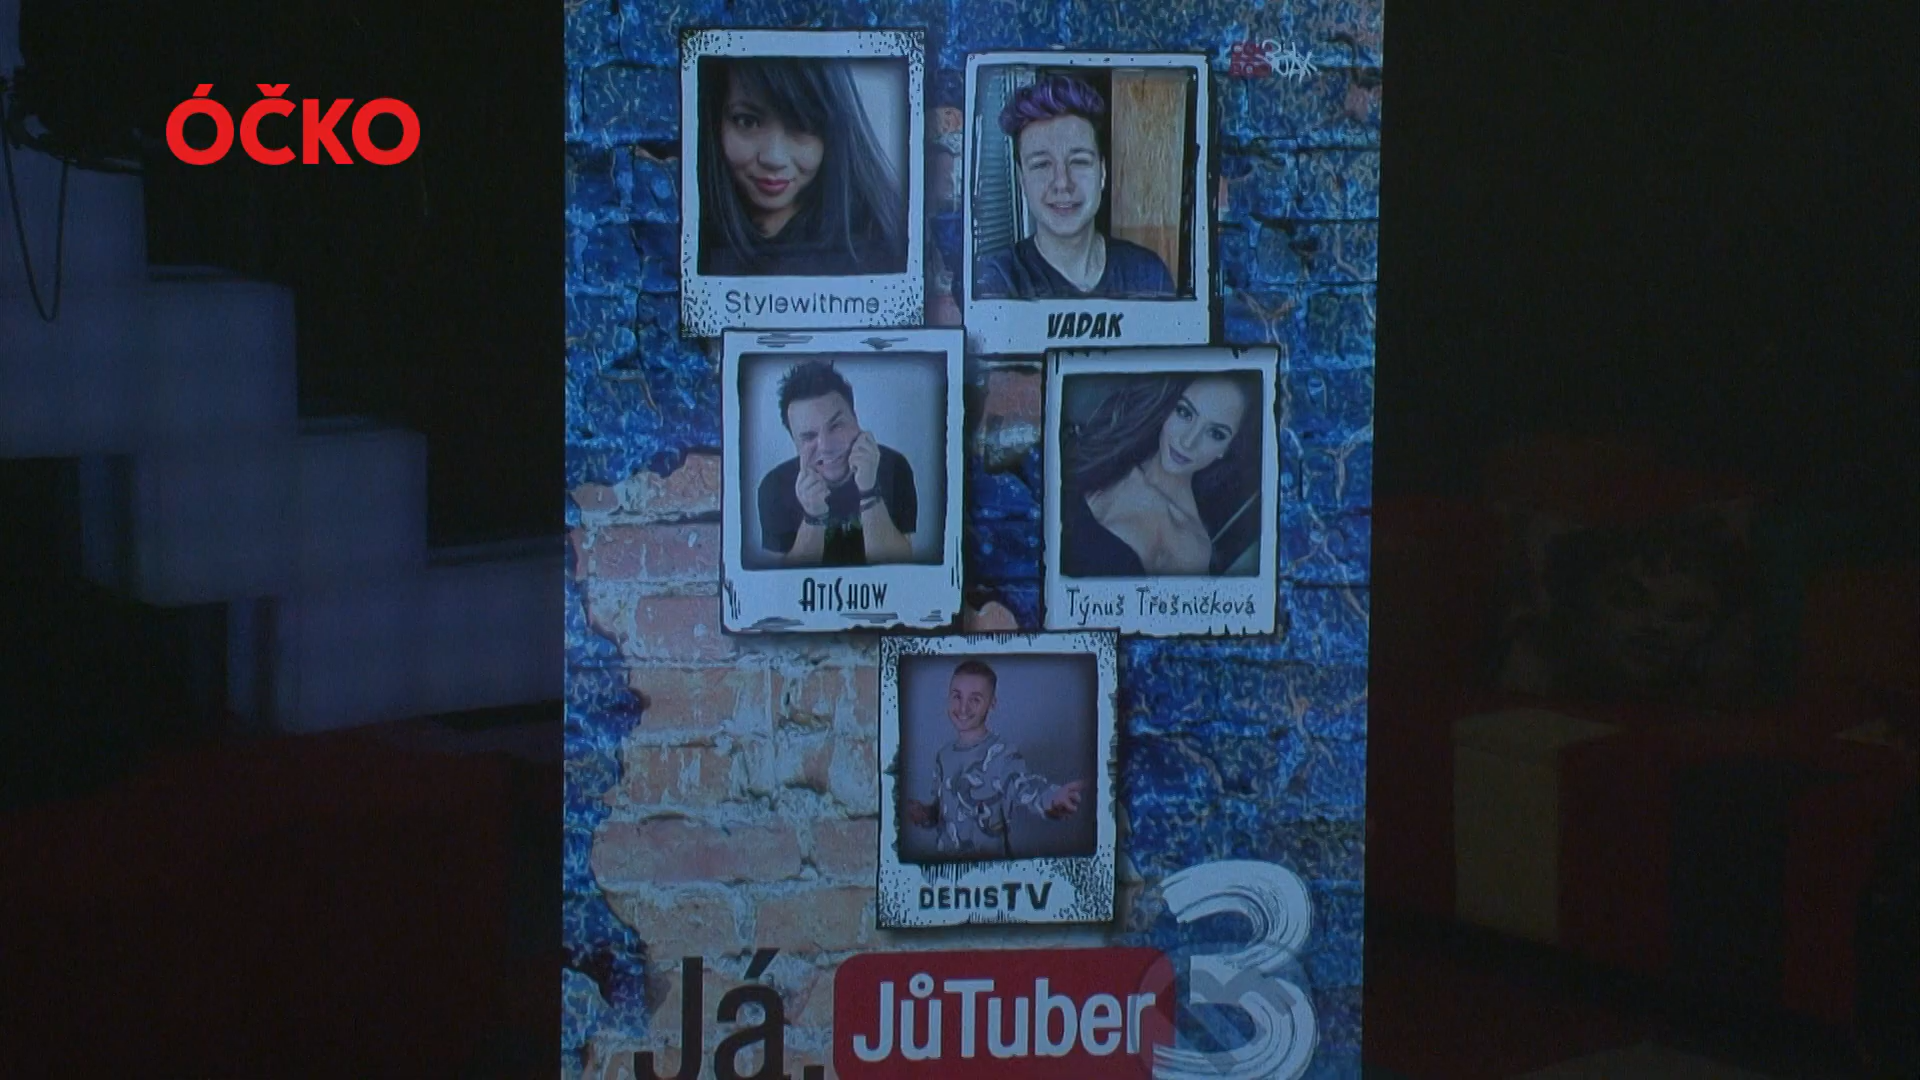 ÓČKO
Stylewithme
VADAK
ATISHOW
Týnuš Třešničková
DENISTV
Já,
JůTuber
3